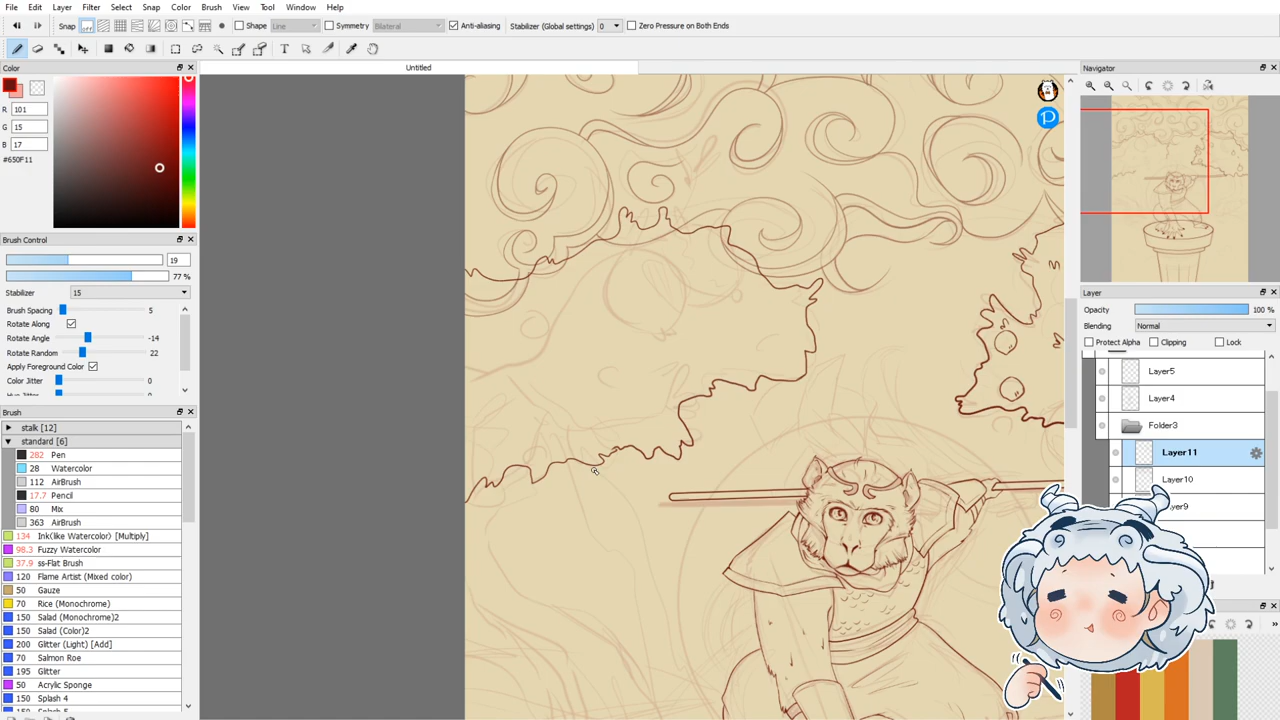 File Edit Layer Filters Select Snap Color Brush View Tool Window Help
Snap off Shape Line Symmetry Bilateral Anti-aliasing Stabilizer (Global settings) 0 Zero Pressure on Both Ends
Color
Untitled
Navigator
R 101
G 15
B 17
#650F11
Brush Control
19
77 %
Stabilizer 15
Brush Spacing 5
Rotate Along
Rotate Angle -14
Rotate Random 22
Apply Foreground Color
Color Jitter 0
Brush
stalk [12]
standard [6]
282 Pen
28 Watercolor
112 AirBrush
17.7 Pencil
80 Mix
363 AirBrush
134 Ink(like Watercolor) [Multiply]
98.3 Fuzzy Watercolor
63.7 ss-Flat Brush
120 Flame Artist (Mixed color)
50 Gauze
70 Rice (Monochrome)
150 Salad (Monochrome)2
150 Salad (Color)2
200 Glitter (Light) [Add]
70 Salmon Roe
195 Glitter
50 Acrylic Sponge
150 Splash 4
Layer
Opacity 100 %
Blending Normal
Protect Alpha Clipping Lock
Layer5
Layer4
Folder3
Layer11
Layer10